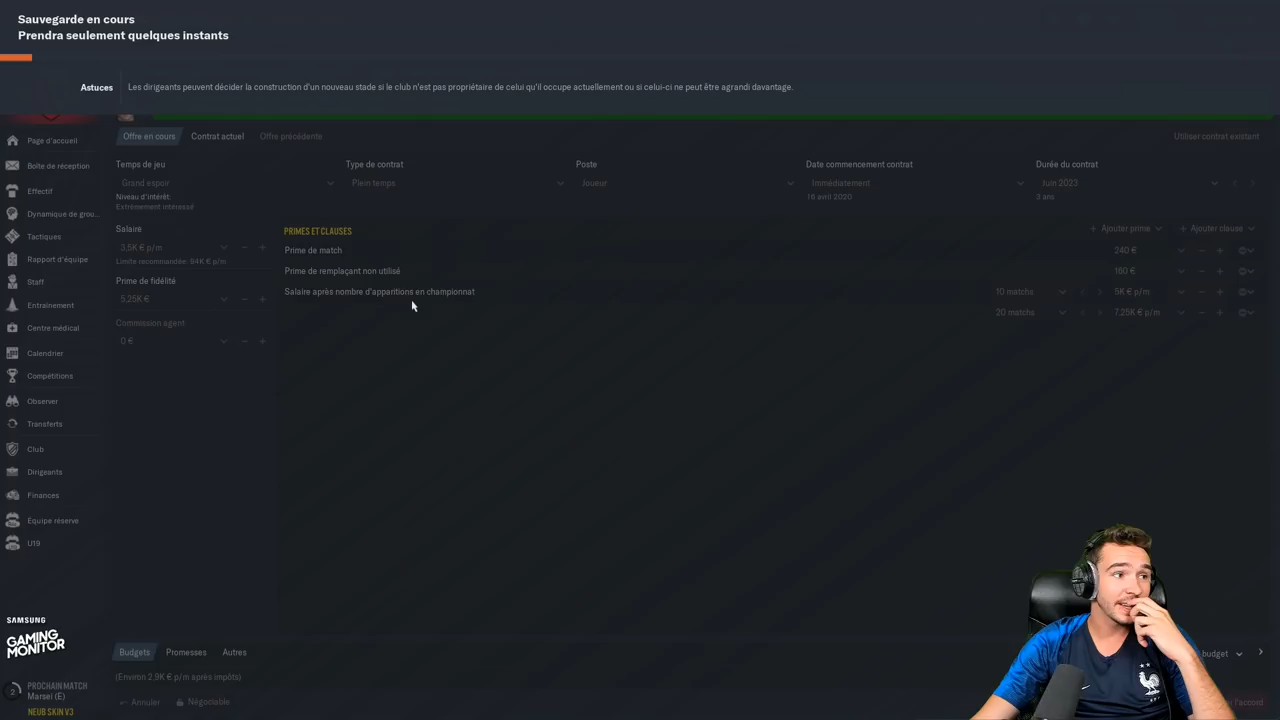 Sauvegarde en cours
Prendra seulement quelques instants
Astuces Les dirigeants peuvent décider la construction d'un nouveau stade si le club n'est pas propriétaire de celui qu'il occupe actuellement ou si celui-ci ne peut être agrandi davantage.
Offre en cours Contrat actuel Offre précédente Utiliser contrat existant
Page d'accueil
Boîte de réception
Effectif
Dynamique de grou...
Tactiques
Rapport d'équipe
Staff
Entraînement
Centre médical
Calendrier
Compétitions
Observer
Transferts
Club
Dirigeants
Finances
Équipe réserve
U19
Temps de jeu Type de contrat Poste Date commencement contrat Durée du contrat
Grand espoir Plein temps Joueur Immédiatement Juin 2023
Niveau d'intérêt: 16 avril 2020 3 ans
Extrêmement intéressé
Salaire
3,5K € p/m
Limite recommandée: 94K € p/m
Prime de fidélité
5,25K €
Commission agent
0 €
PRIMES ET CLAUSES + Ajouter prime + Ajouter clause
Prime de match 240 €
Prime de remplaçant non utilisé 160 €
Salaire après nombre d'apparitions en championnat 10 matchs 5K € p/m
20 matchs 7,25K € p/m
SAMSUNG
GAMING
MONITOR
2 PROCHAIN MATCH
Marsei (E)
NEUB SKIN V3
Budgets Promesses Autres budget
(Environ 2,9K € p/m après impôts)
Annuler Négociable l'accord